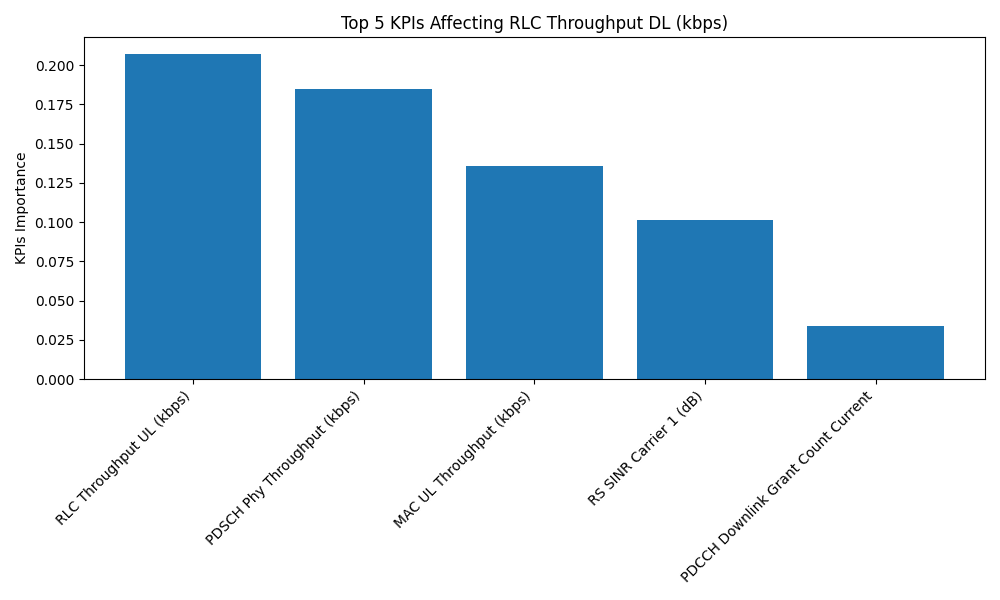 Top 5 KPIs Affecting RLC Throughput DL (kbps)
KPIs Importance
0.200
0.175
0.150
0.125
0.100
0.075
0.050
0.025
0.000
RLC Throughput UL (kbps)
PDSCH Phy Throughput (kbps)
MAC UL Throughput (kbps)
RS SINR Carrier 1 (dB)
PDCCH Downlink Grant Count Current